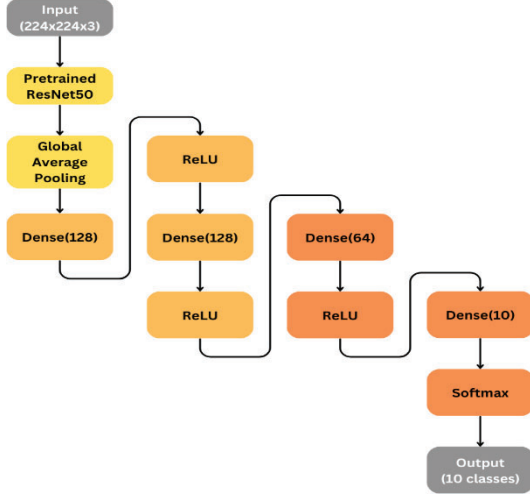 Input
(224x224x3)
Pretrained
ResNet50
Global
Average
Pooling
Dense(128)
ReLU
Dense(128)
ReLU
Dense(64)
ReLU
Dense(10)
Softmax
Output
(10 classes)